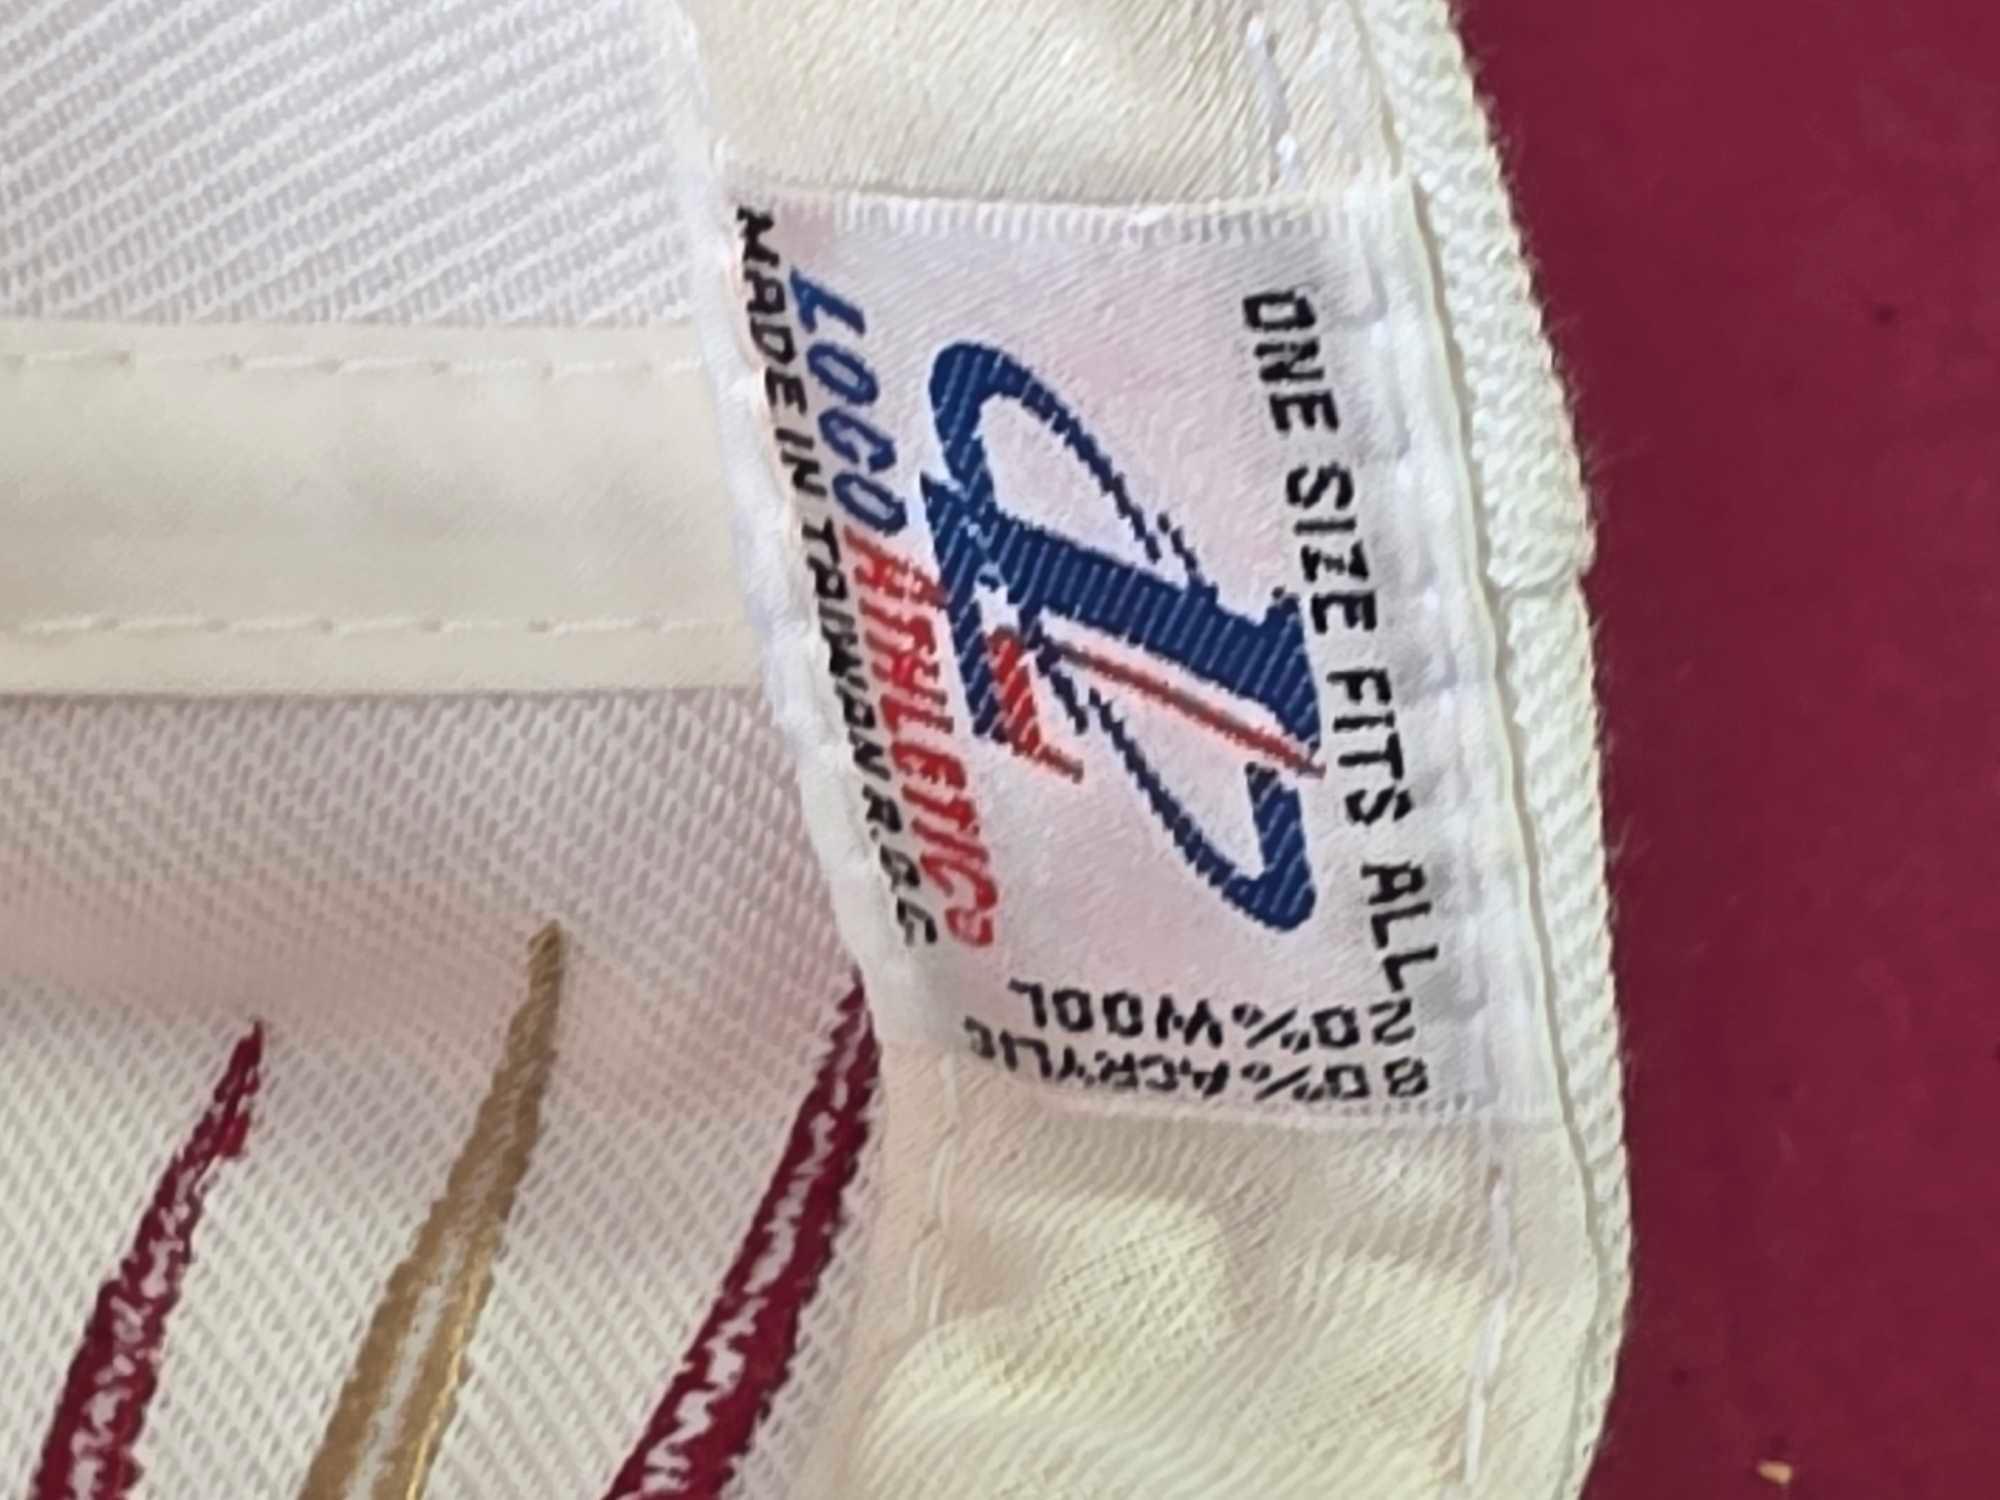 ONE SIZE FITS ALL
LOGO ATHLETIC
MADE IN TAIWAN R.O.C
80%ACRYLIC
20%WOOL